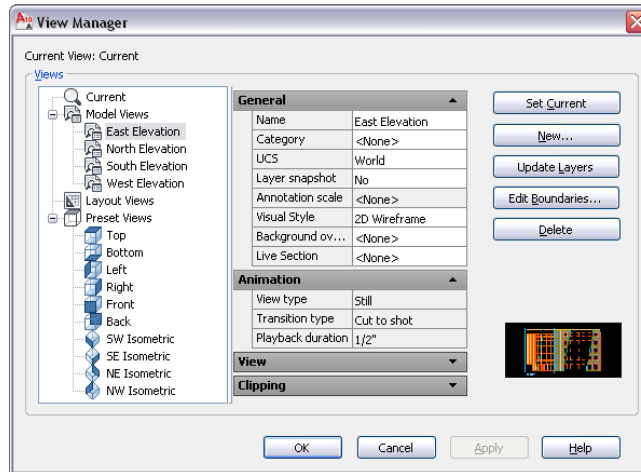 View Manager
Current View: Current
Views
Current
Model Views
East Elevation
North Elevation
South Elevation
West Elevation
Layout Views
Preset Views
Top
Bottom
Left
Right
Front
Back
SW Isometric
SE Isometric
NE Isometric
NW Isometric
General
Name East Elevation
Category <None>
UCS World
Layer snapshot No
Annotation scale <None>
Visual Style 2D Wireframe
Background ov... <None>
Live Section <None>
Animation
View type Still
Transition type Cut to shot
Playback duration 1/2"
View
Clipping
Set Current
New...
Update Layers
Edit Boundaries...
Delete
OK Cancel Apply Help